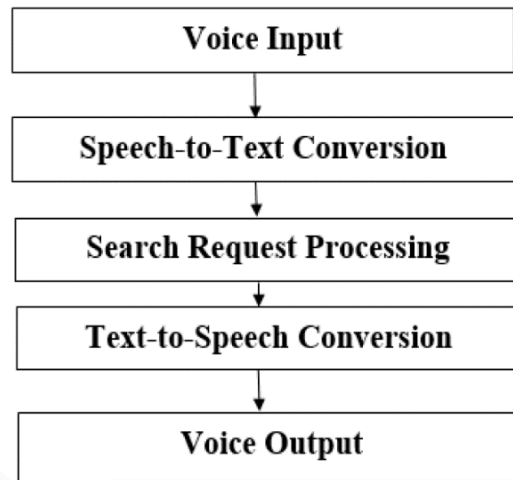 Voice Input
Speech-to-Text Conversion
Search Request Processing
Text-to-Speech Conversion
Voice Output